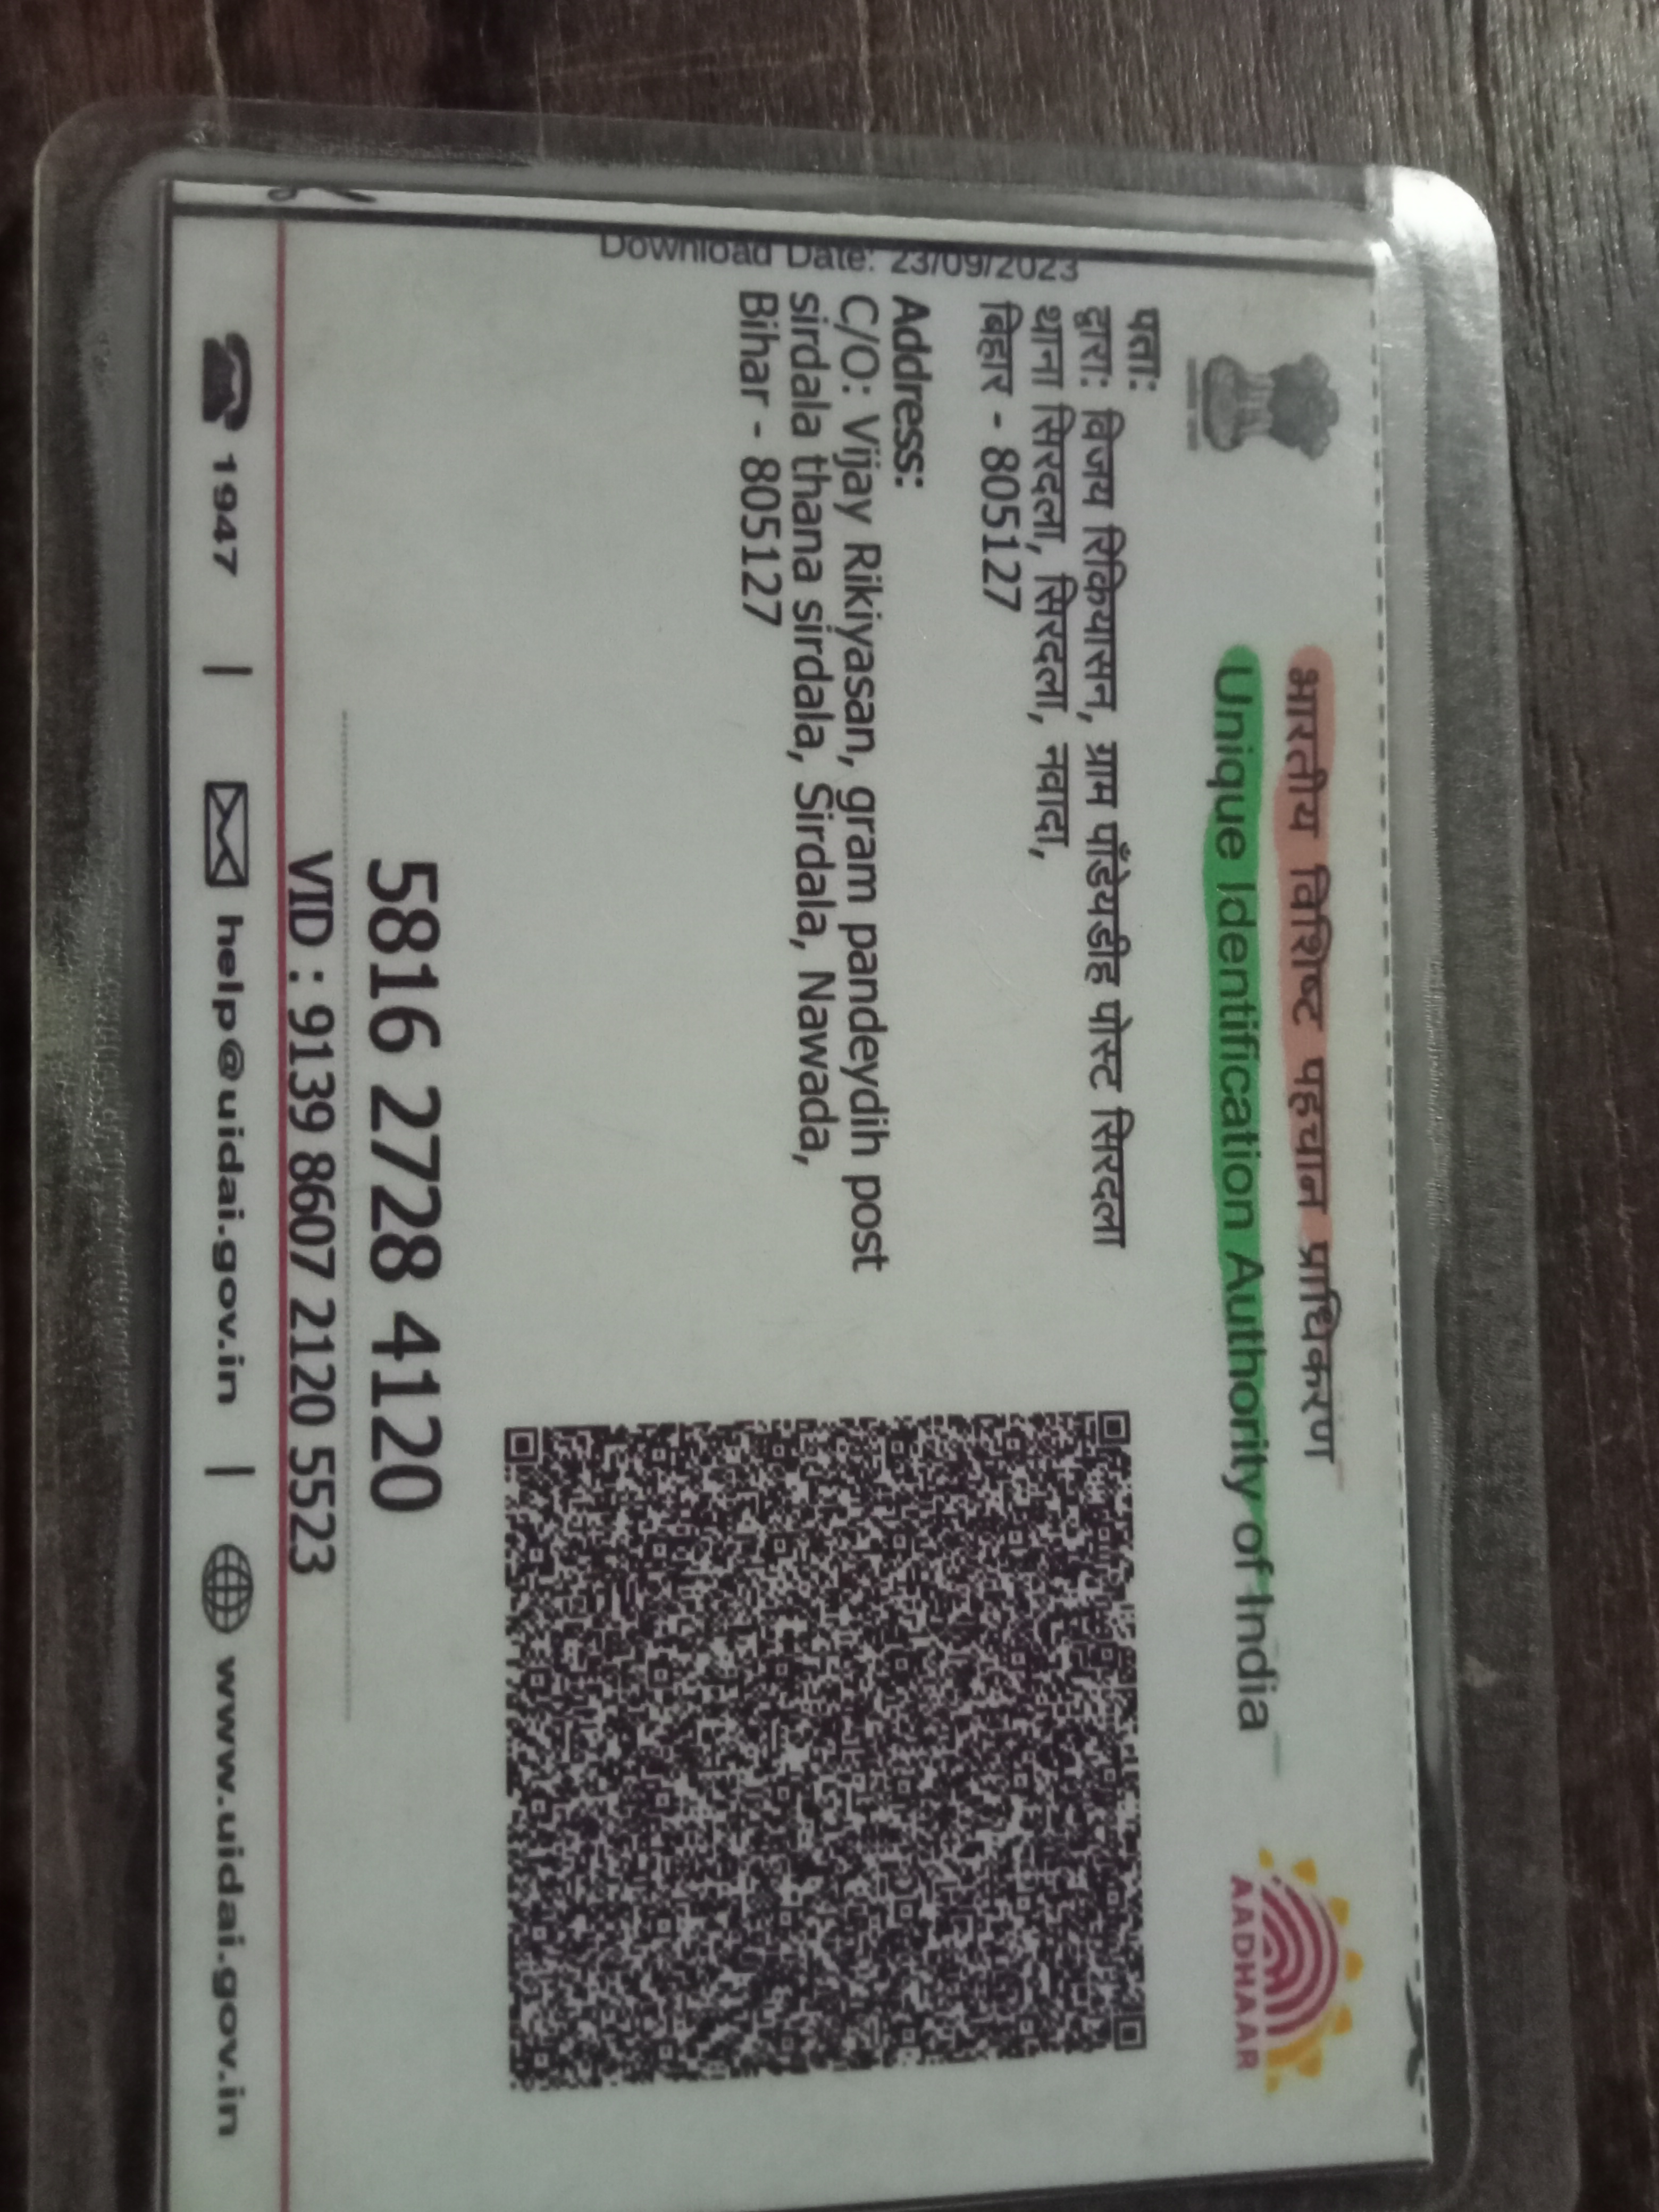 भारतीय विशिष्ट पहचान प्राधिकरण
Unique Identification Authority of India
AADHAAR
Download Date: 23/09/2023
पता:
द्वारा: विजय रिकियासन, ग्राम पाँडेयडीह पोस्ट सिरदला
थाना सिरदला, सिरदला, नवादा,
बिहार - 805127
Address:
C/O: Vijay Rikiyasan, gram pandeydih post
sirdala thana sirdala, Sirdala, Nawada,
Bihar - 805127
5816 2728 4120
VID : 9139 8607 2120 5523
1947 | help@uidai.gov.in | www.uidai.gov.in